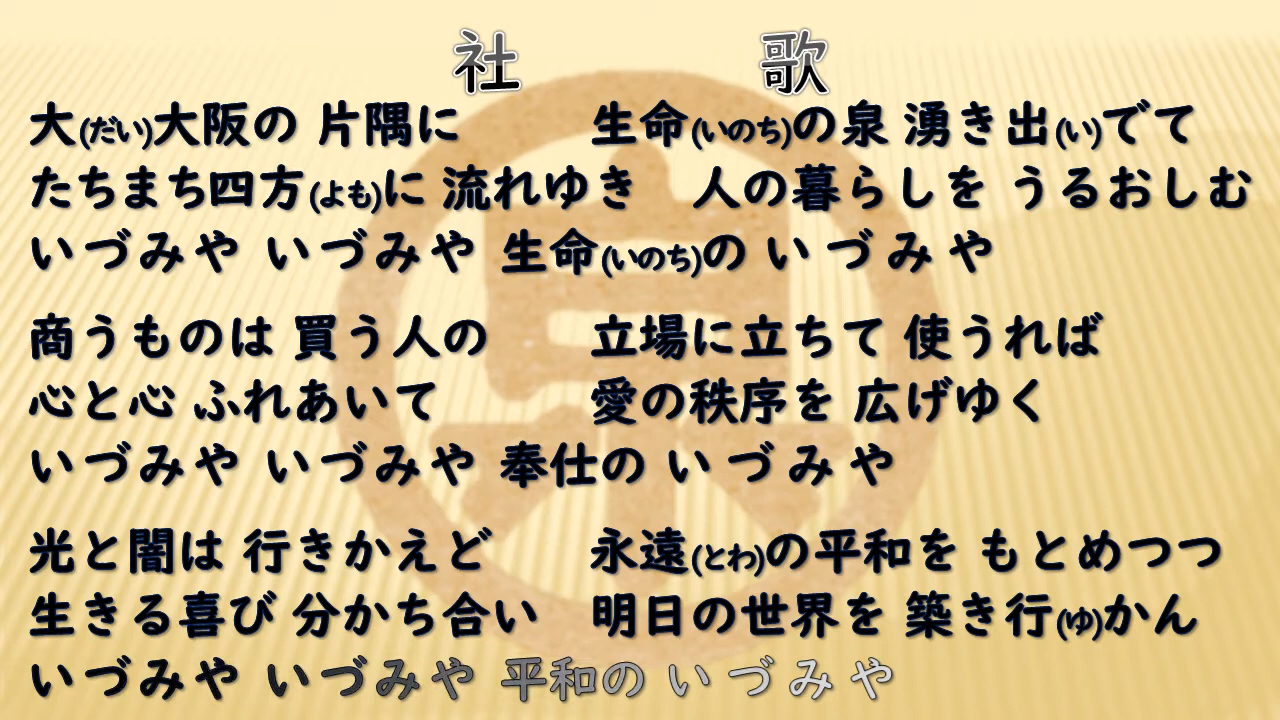 社 歌
大(だい)大阪の 片隅に 生命(いのち)の泉 湧き出(い)でて
たちまち四方(よも)に 流れゆき 人の暮らしを うるおしむ
いづみや いづみや 生命(いのち)の いづみや
商うものは 買う人の 立場に立ちて 使うれば
心と心 ふれあいて 愛の秩序を 広げゆく
いづみや いづみや 奉仕の いづみや
光と闇は 行きかえど 永遠(とわ)の平和を もとめつつ
生きる喜び 分かち合い 明日の世界を 築き行(ゆ)かん
いづみや いづみや 平和の いづみや